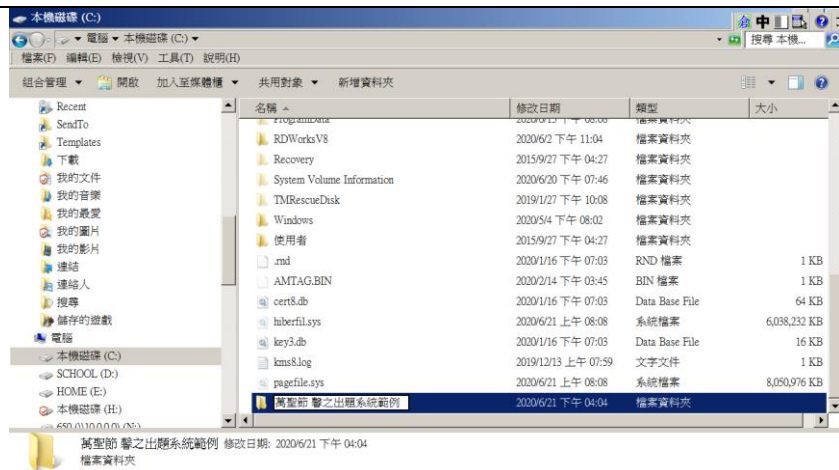 本機磁碟 (C:)
中
電腦 本機磁碟 (C:)
搜尋 本機...
檔案(F) 編輯(E) 檢視(V) 工具(T) 說明(H)
組合管理 開啟 加入至媒體櫃 共用對象 新增資料夾
Recent
SendTo
Templates
下載
我的文件
我的音樂
我的最愛
我的圖片
我的影片
連結
連絡人
搜尋
儲存的遊戲
電腦
本機磁碟 (C:)
SCHOOL (D:)
HOME (E:)
本機磁碟 (H:)
名稱 修改日期 類型 大小
ProgramData 2020/6/15 下午 08:08 檔案資料夾
RDWorksV8 2020/6/2 下午 11:04 檔案資料夾
Recovery 2015/9/27 下午 04:27 檔案資料夾
System Volume Information 2020/6/20 下午 07:46 檔案資料夾
TMRescueDisk 2019/1/27 下午 10:08 檔案資料夾
Windows 2020/5/4 下午 08:02 檔案資料夾
使用者 2015/9/27 下午 04:27 檔案資料夾
.rnd 2020/1/16 下午 07:03 RND 檔案 1 KB
AMTAG.BIN 2020/2/14 下午 03:45 BIN 檔案 1 KB
cert8.db 2020/1/16 下午 07:03 Data Base File 64 KB
hiberfil.sys 2020/6/21 上午 08:08 系統檔案 6,038,232 KB
key3.db 2020/1/16 下午 07:03 Data Base File 16 KB
kms8.log 2019/12/13 上午 07:59 文字文件 1 KB
pagefile.sys 2020/6/21 上午 08:08 系統檔案 8,050,976 KB
萬聖節 馨之出題系統範例 2020/6/21 下午 04:04 檔案資料夾
萬聖節 馨之出題系統範例 修改日期: 2020/6/21 下午 04:04
檔案資料夾